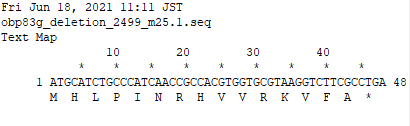 Fri Jun 18, 2021 11:11 JST
obp83g_deletion_2499_m25.1.seq
Text Map
10 20 30 40
* * * * * * * * *
1 ATGCATCTGCCCATCAACCGCCACGTGGTGCGTAAGGTCTTCGCCTGA 48
M H L P I N R H V V R K V F A *